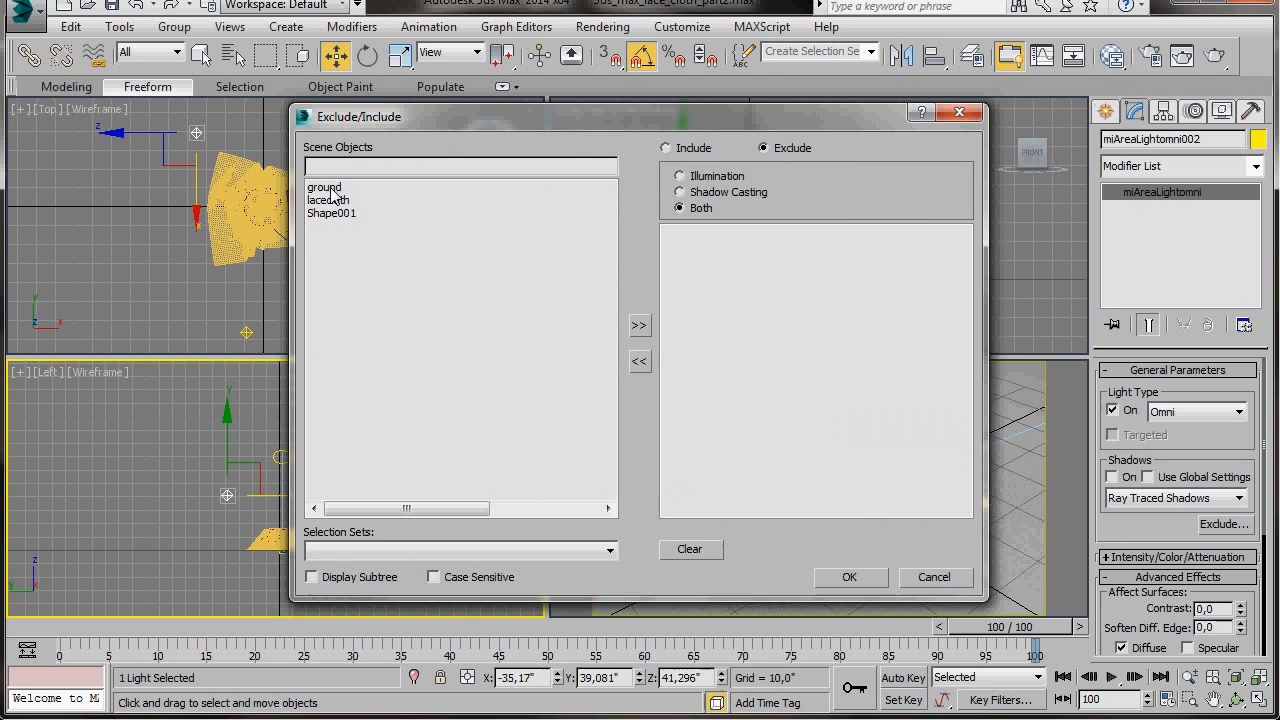 Workspace: Default
Autodesk 3ds Max 2014 x64
3ds_max_lace_cloth_part2.max
Type a keyword or phrase
Edit Tools Group Views Create Modifiers Animation Graph Editors Rendering Customize MAXScript Help
All
View
3
ABC
Create Selection Se
Modeling Freeform Selection Object Paint Populate
[+][Top][Wireframe]
z
x
y
z
x
FRONT
Exclude/Include
?
Scene Objects
ground
Shape001
Include
Exclude
Illumination
Shadow Casting
Both
>>
<<
Selection Sets:
Clear
Display Subtree
Case Sensitive
OK
Cancel
[+][Left][Wireframe]
y
z
y
miAreaLightomni002
Modifier List
miAreaLightomni
- General Parameters
Light Type
On
Omni
Targeted
Shadows
On
Use Global Settings
Ray Traced Shadows
Exclude...
+ Intensity/Color/Attenuation
- Advanced Effects
Affect Surfaces:
Contrast: 0,0
Soften Diff. Edge: 0,0
Diffuse
Specular
< 100 / 100 >
0 5 10 15 20 25 30 35 40 45 50 55 60 65 70 75 80 85 90 95 100
1 Light Selected
X: -35,17"
Y: 39,081"
Z: 41,296"
Grid = 10,0"
Auto Key
Selected
Welcome to M
Click and drag to select and move objects
Add Time Tag
Set Key
Key Filters...
100